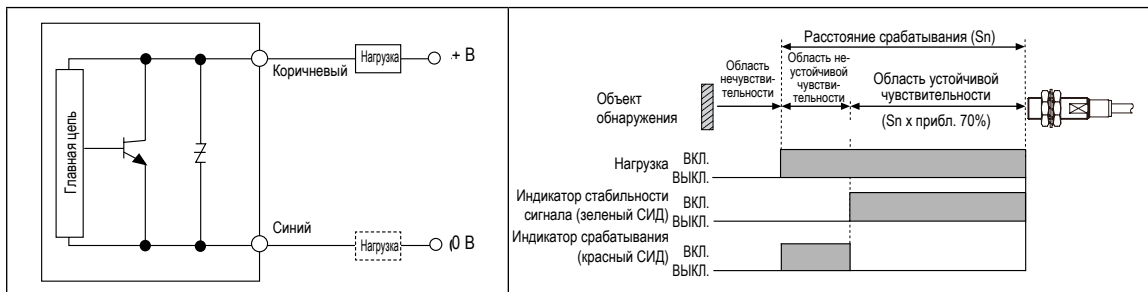 Главная цепь
Коричневый
Нагрузка
+ В
Синий
Нагрузка
0 В
Расстояние срабатывания (Sn)
Область
нечувстви-
тельности
Область не-
устойчивой
чувстви-
тельности
Область устойчивой
чувствительности
(Sn x прибл. 70%)
Объект
обнаружения
Нагрузка
ВКЛ.
ВЫКЛ.
Индикатор стабильности
сигнала (зеленый СИД)
ВКЛ.
ВЫКЛ.
Индикатор срабатывания
(красный СИД)
ВКЛ.
ВЫКЛ.